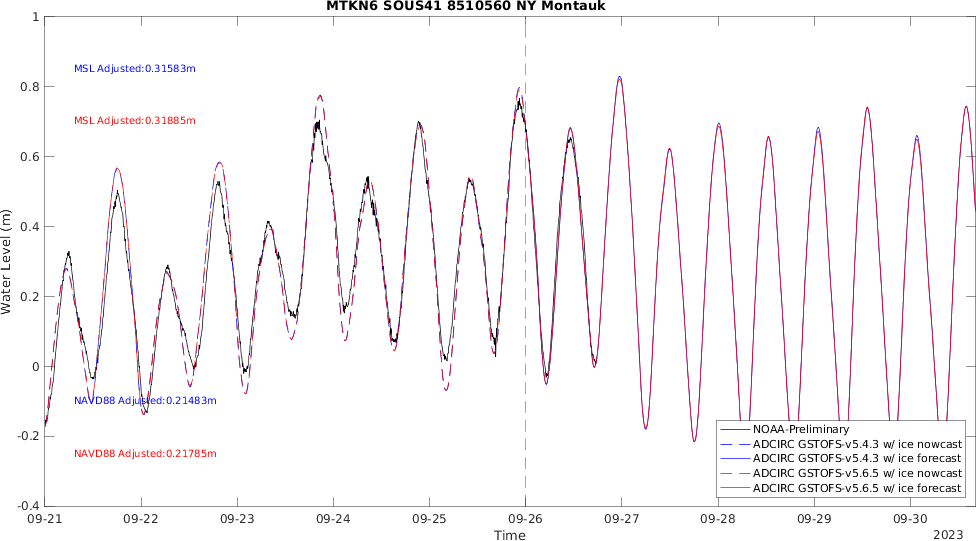 MTKN6 SOUS41 8510560 NY Montauk
1
0.8
0.6
0.4
0.2
0
-0.2
-0.4
Water Level (m)
MSL Adjusted:0.31583m
MSL Adjusted:0.31885m
NAVD88 Adjusted:0.21483m
NAVD88 Adjusted:0.21785m
NOAA-Preliminary
ADCIRC GSTOFS-v5.4.3 w/ ice nowcast
ADCIRC GSTOFS-v5.4.3 w/ ice forecast
ADCIRC GSTOFS-v5.6.5 w/ ice nowcast
ADCIRC GSTOFS-v5.6.5 w/ ice forecast
09-21 09-22 09-23 09-24 09-25 09-26 09-27 09-28 09-29 09-30
Time
2023